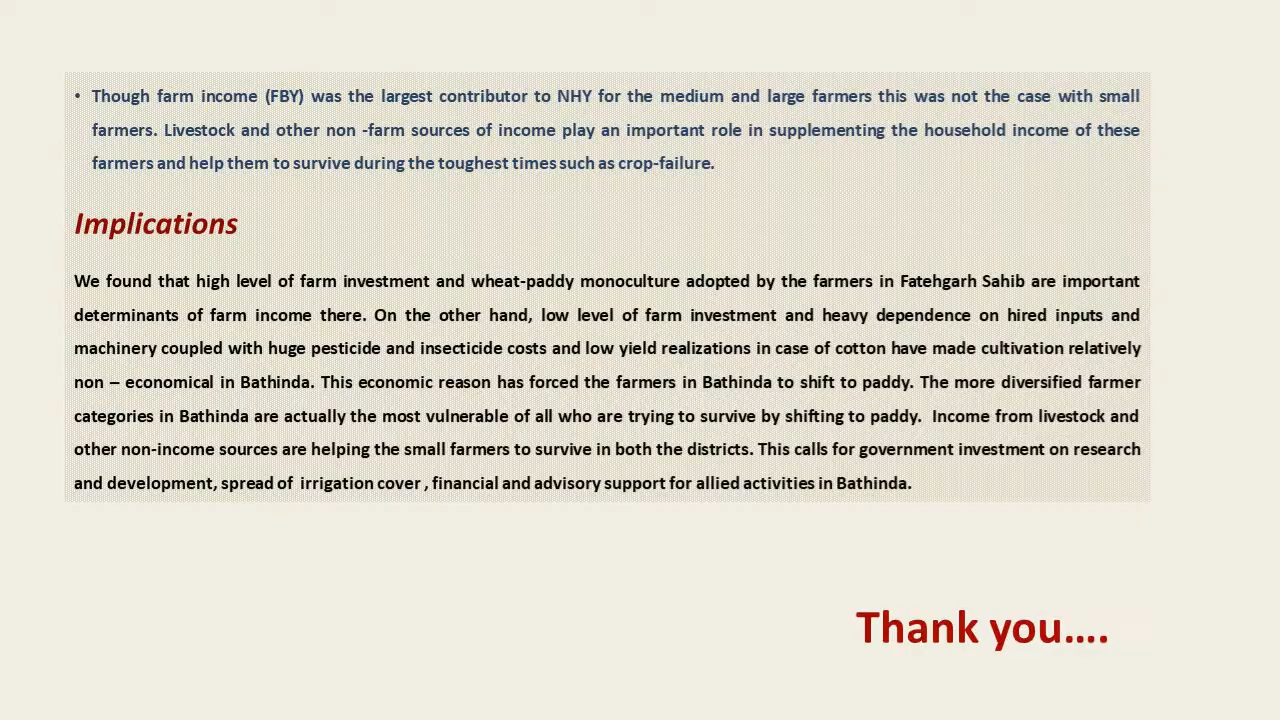 • Though farm income (FBY) was the largest contributor to NHY for the medium and large farmers this was not the case with small
farmers. Livestock and other non -farm sources of income play an important role in supplementing the household income of these
farmers and help them to survive during the toughest times such as crop-failure.
Implications
We found that high level of farm investment and wheat-paddy monoculture adopted by the farmers in Fatehgarh Sahib are important
determinants of farm income there. On the other hand, low level of farm investment and heavy dependence on hired inputs and
machinery coupled with huge pesticide and insecticide costs and low yield realizations in case of cotton have made cultivation relatively
non – economical in Bathinda. This economic reason has forced the farmers in Bathinda to shift to paddy. The more diversified farmer
categories in Bathinda are actually the most vulnerable of all who are trying to survive by shifting to paddy. Income from livestock and
other non-income sources are helping the small farmers to survive in both the districts. This calls for government investment on research
and development, spread of irrigation cover , financial and advisory support for allied activities in Bathinda.
Thank you....